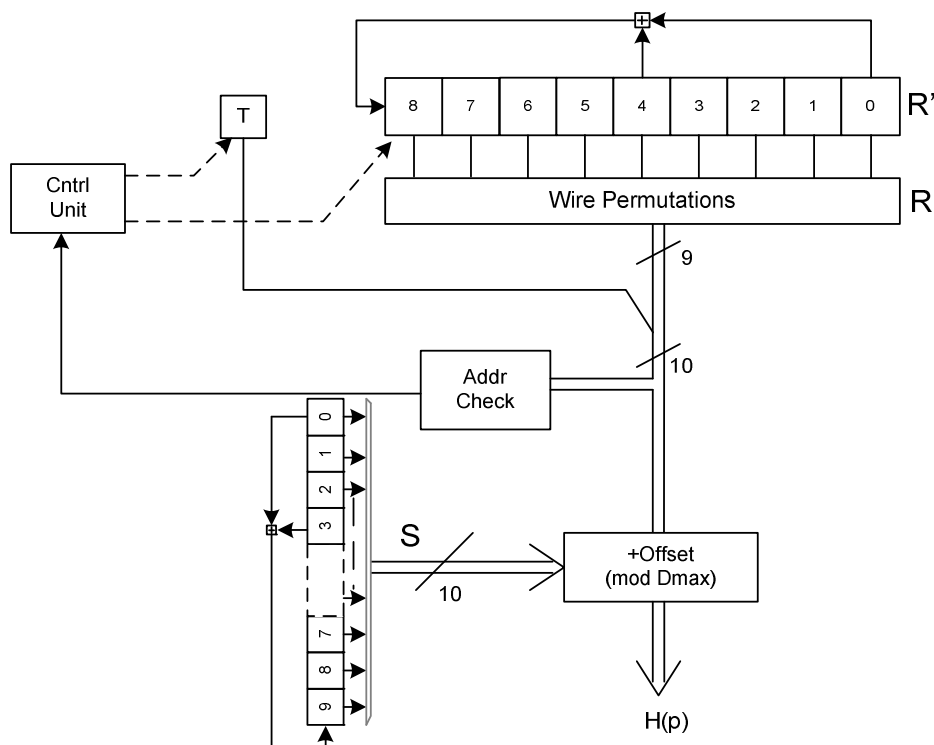 +
8 7 6 5 4 3 2 1 0 R'
T
Cntrl
Unit
Wire Permutations R
9
10
Addr
Check
0
1
2
3
+
7
8
9
S
10
+Offset
(mod Dmax)
H(p)